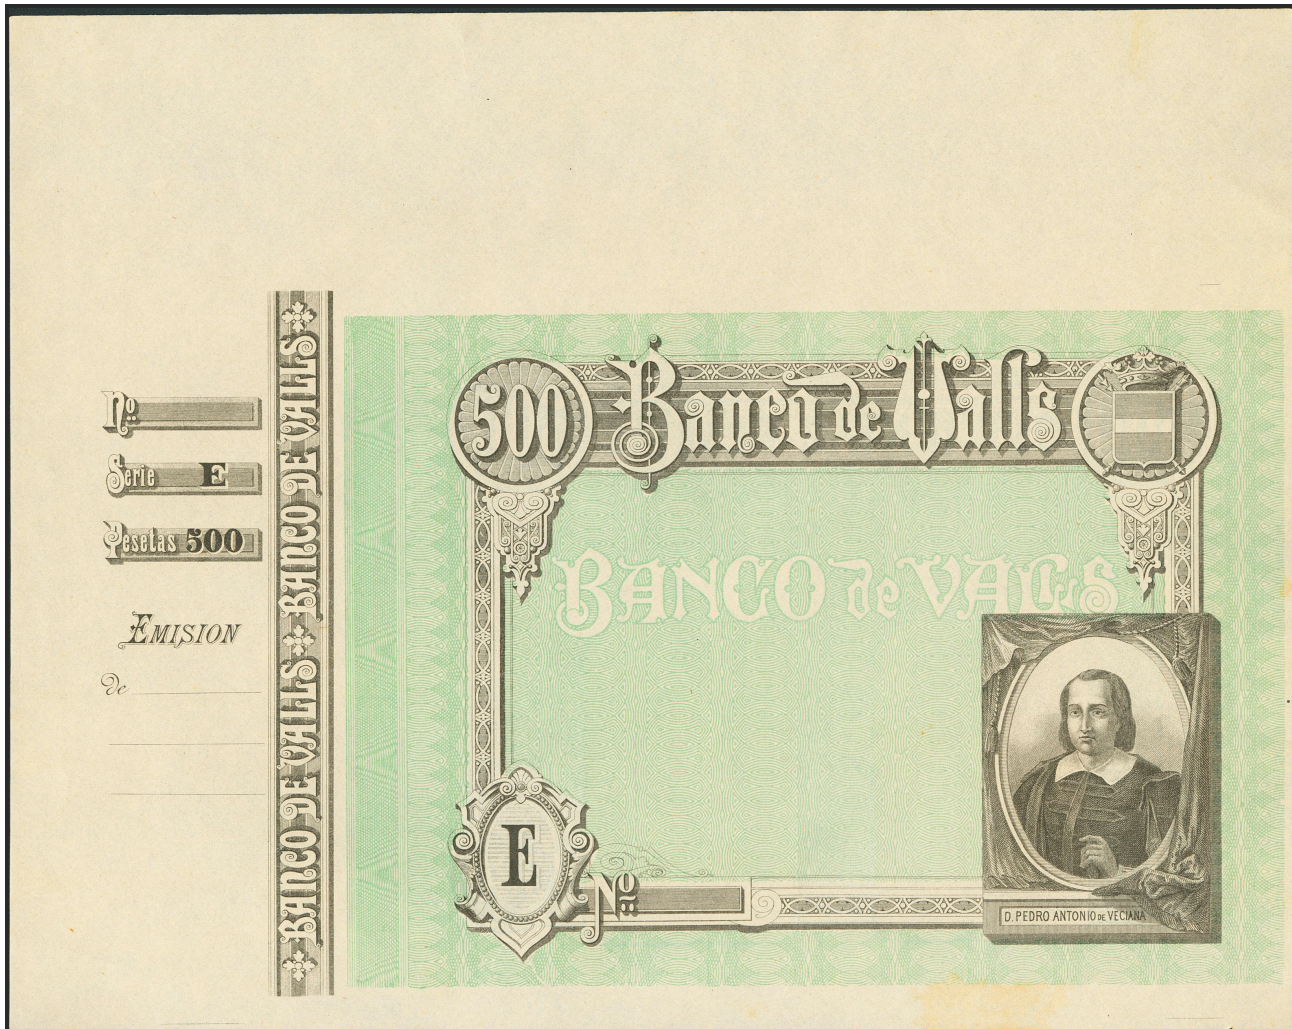 Nº
Serie E
Pesetas 500
EMISION
de
BANCO DE VALLS BANCO DE VALLS
500 Banco de Valls
BANCO de VALLS
E
Nº
D. PEDRO ANTONIO DE VECIANA